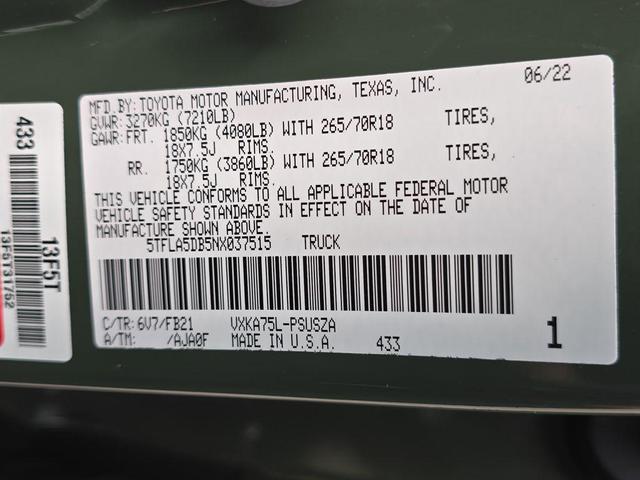 MFD.BY:TOYOTA MOTOR MANUFACTURING, TEXAS, INC. 06/22
GVWR:3270KG (7210LB)
GAWR:FRT. 1850KG (4080LB) WITH 265/70R18 TIRES,
18X7.5J RIMS.
RR. 1750KG (3860LB) WITH 265/70R18 TIRES,
18X7.5J RIMS.
THIS VEHICLE CONFORMS TO ALL APPLICABLE FEDERAL MOTOR
VEHICLE SAFETY STANDARDS IN EFFECT ON THE DATE OF
MANUFACTURE SHOWN ABOVE.
5TFLA5DB5NX037515 TRUCK
C/TR: 6V7/FB21 VXKA75L-PSUSZA
A/TM: /AJA0F MADE IN U.S.A. 433 1
433
13F5T
13F5T31752